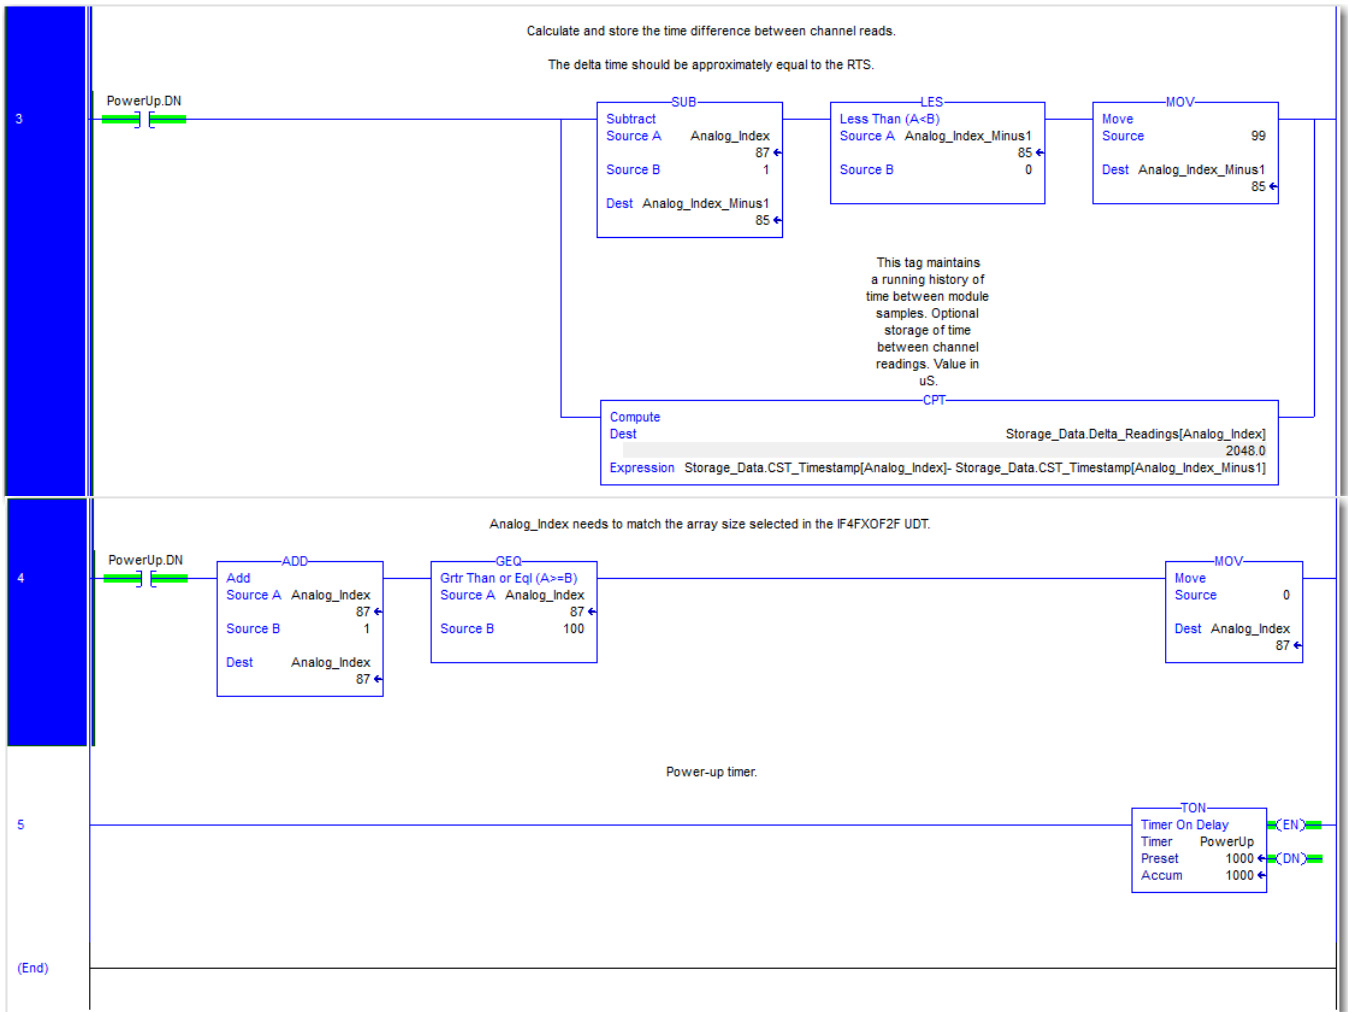 Calculate and store the time difference between channel reads.
The delta time should be approximately equal to the RTS.
3
PowerUp.DN
SUB
Subtract
Source A Analog_Index
87
Source B 1
Dest Analog_Index_Minus1
85
LES
Less Than (A<B)
Source A Analog_Index_Minus1
85
Source B 0
MOV
Move
Source 99
Dest Analog_Index_Minus1
85
This tag maintains
a running history of
time between module
samples. Optional
storage of time
between channel
readings. Value in
uS.
CPT
Compute
Dest Storage_Data.Delta_Readings[Analog_Index]
2048.0
Expression Storage_Data.CST_Timestamp[Analog_Index]- Storage_Data.CST_Timestamp[Analog_Index_Minus1]
Analog_Index needs to match the array size selected in the IF4FXOF2F UDT.
4
PowerUp.DN
ADD
Add
Source A Analog_Index
87
Source B 1
Dest Analog_Index
87
GEQ
Grtr Than or Eql (A>=B)
Source A Analog_Index
87
Source B 100
MOV
Move
Source 0
Dest Analog_Index
87
Power-up timer.
5
TON
Timer On Delay
Timer PowerUp
Preset 1000
Accum 1000
EN
DN
(End)